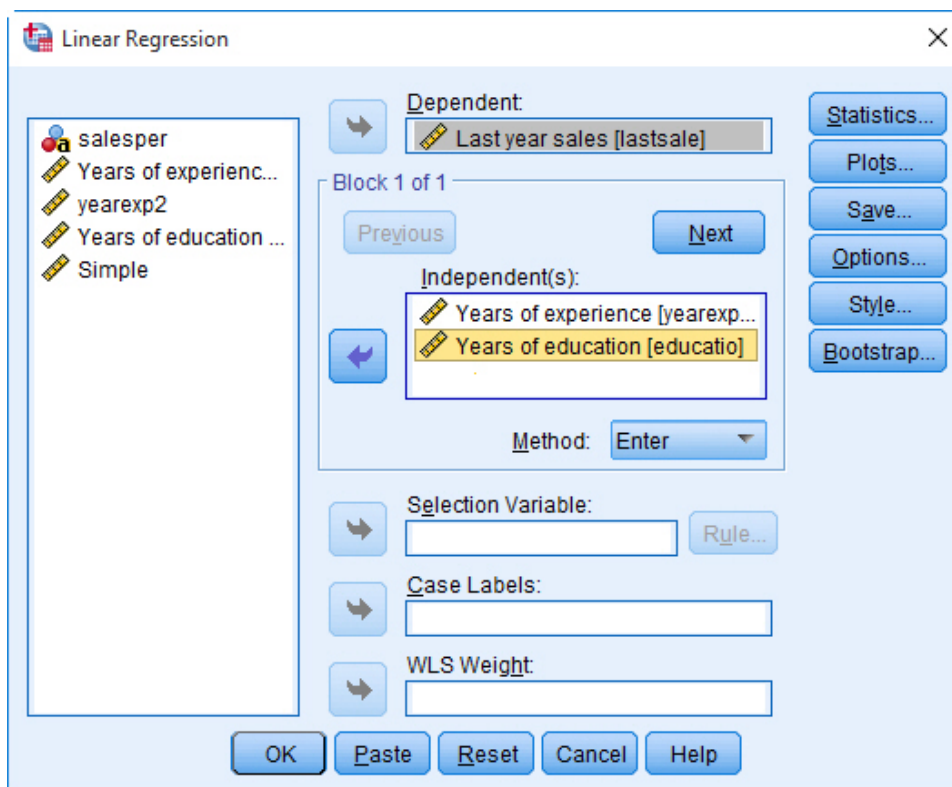 Linear Regression
salesper
Years of experienc...
yearexp2
Years of education ...
Simple
Dependent:
Last year sales [lastsale]
Block 1 of 1
Previous
Next
Independent(s):
Years of experience [yearexp...
Years of education [educatio]
Method:
Enter
Selection Variable:
Rule...
Case Labels:
WLS Weight:
Statistics...
Plots...
Save...
Options...
Style...
Bootstrap...
OK
Paste
Reset
Cancel
Help